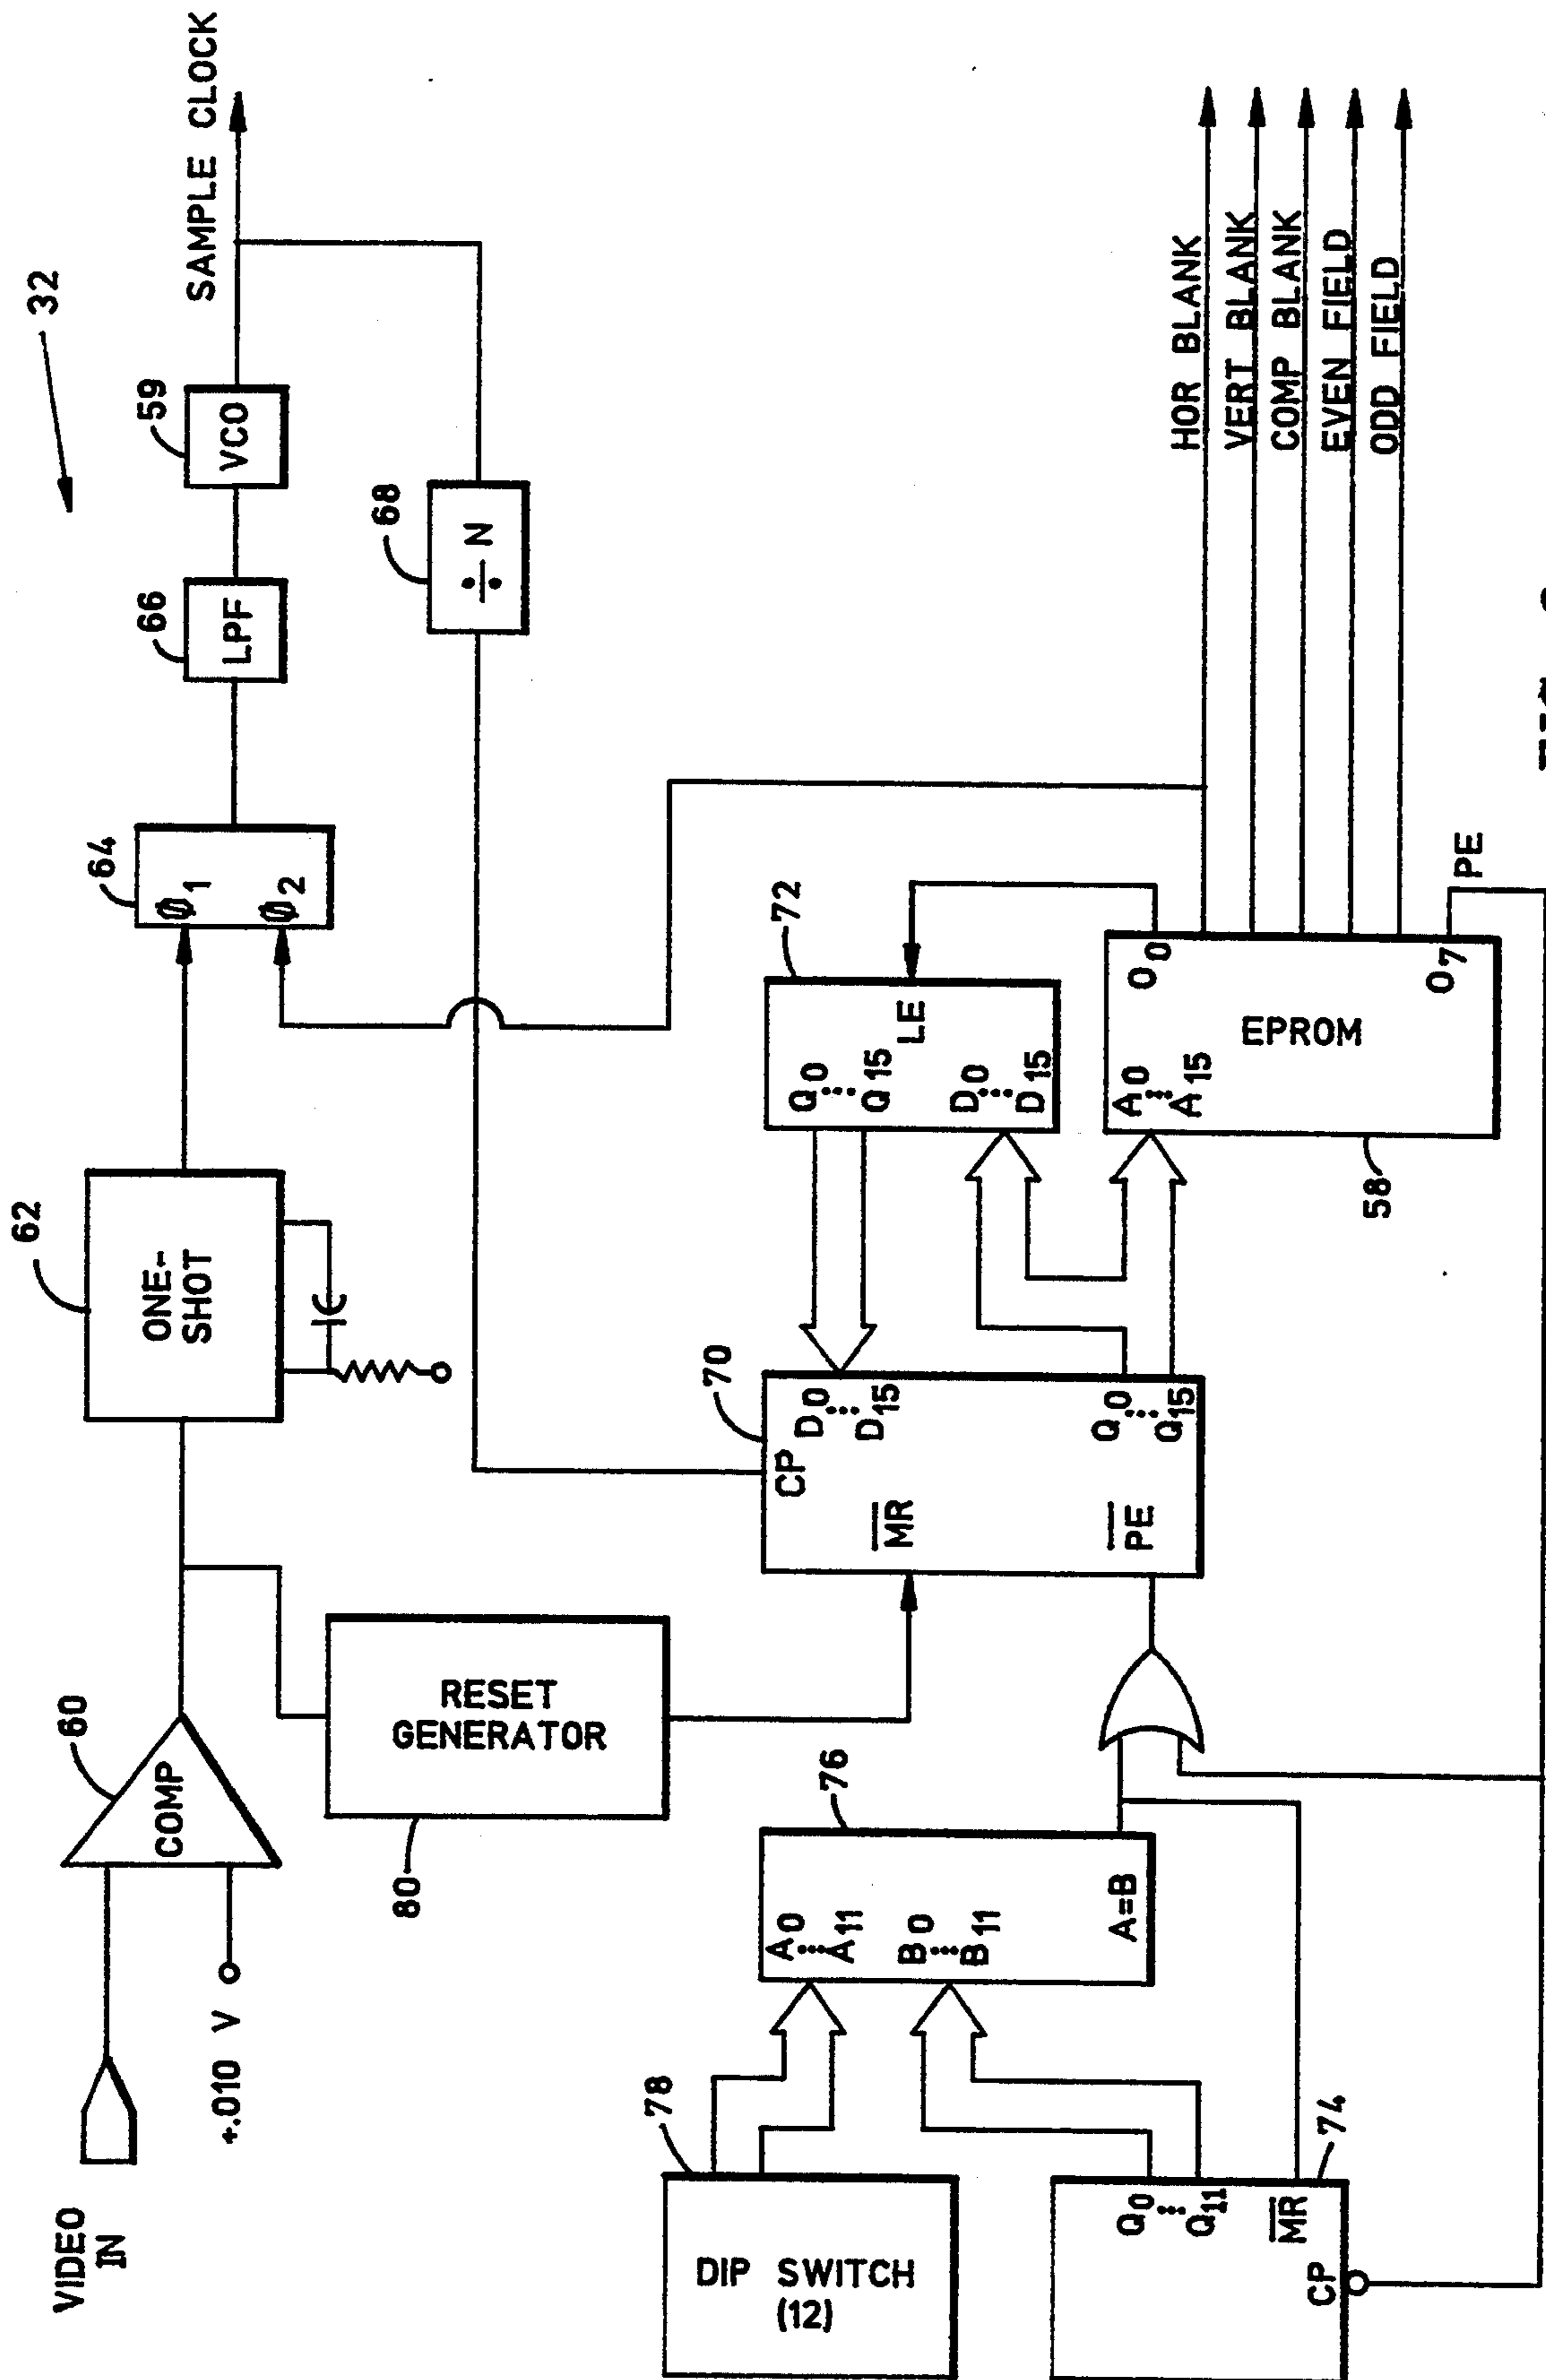 32
SAMPLE CLOCK
59
VCO
66
LPF
64
Φ1
Φ2
68
÷ N
62
ONE-
SHOT
60
COMP
VIDEO
IN
+.010 V
80
RESET
GENERATOR
72
Q0...Q15
LE
D0...D15
70
CP
D0...D15
MR
PE
Q0...Q15
A0...A15
O0
EPROM
O7
58
PE
HOR BLANK
VERT BLANK
COMP BLANK
EVEN FIELD
ODD FIELD
76
A0...A11
B0...B11
A=B
78
DIP SWITCH
(12)
74
Q0...Q11
MR
CP